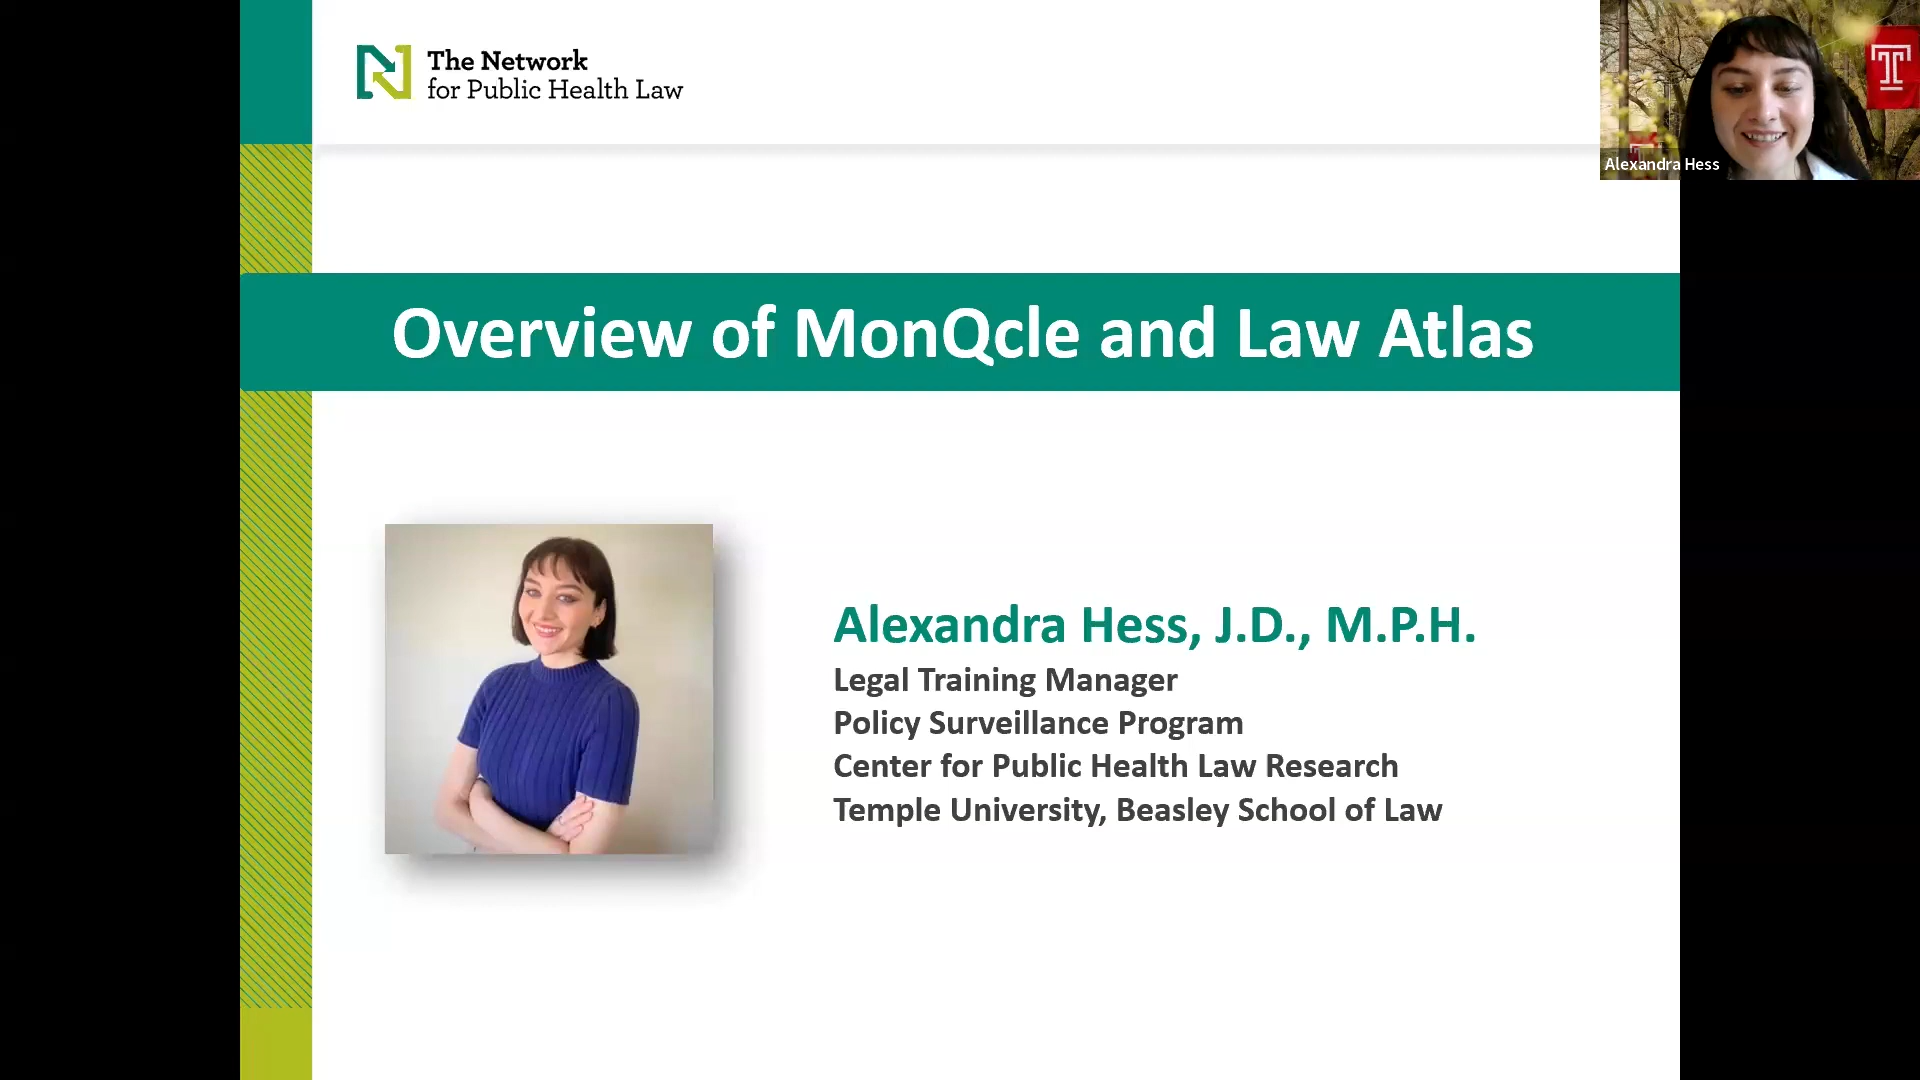 The Network
for Public Health Law
Alexandra Hess
Overview of MonQcle and Law Atlas
Alexandra Hess, J.D., M.P.H.
Legal Training Manager
Policy Surveillance Program
Center for Public Health Law Research
Temple University, Beasley School of Law